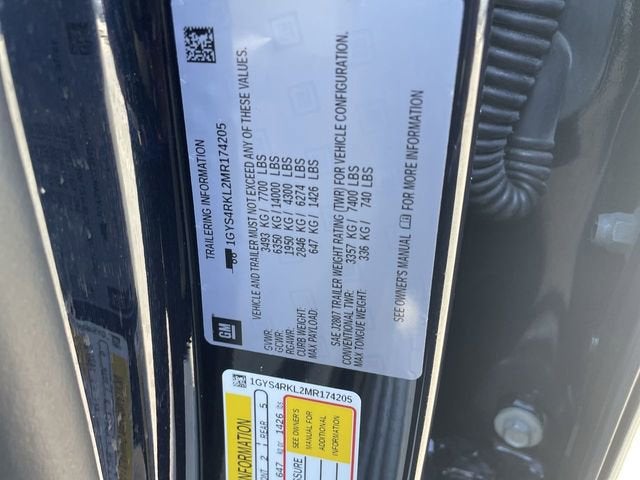 TRAILERING INFORMATION
1GYS4RKL2MR174205
VEHICLE AND TRAILER MUST NOT EXCEED ANY OF THESE VALUES.
GVWR: 3493 KG/ 7700 LBS
GCWR: 6350 KG/ 14000 LBS
RGAWR: 1950 KG/ 4300 LBS
CURB WEIGHT: 2846 KG/ 6274 LBS
MAX PAYLOAD: 647 KG/ 1426 LBS
SAE J2807 TRAILER WEIGHT RATING (TWR) FOR VEHICLE CONFIGURATION.
CONVENTIONAL TWR: 3357 KG/ 7400 LBS
MAX TONGUE WEIGHT: 336 KG/ 740 LBS
SEE OWNER'S MANUAL FOR MORE INFORMATION
GM
1GYS4RKL2MR174205
INFORMATION
2 REAR 5
647 KG 1426
SEE OWNER'S
MANUAL FOR
ADDITIONAL
INFORMATION